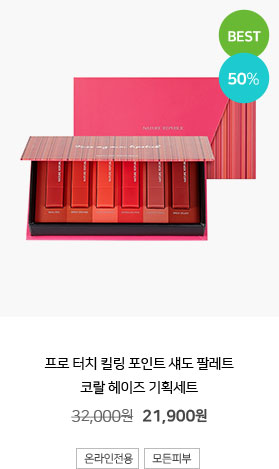 BEST
50%
NATURE REPUBLIC
프로 터치 킬링 포인트 섀도 팔레트
코랄 헤이즈 기획세트
32,000원 21,900원
온라인전용 모든피부